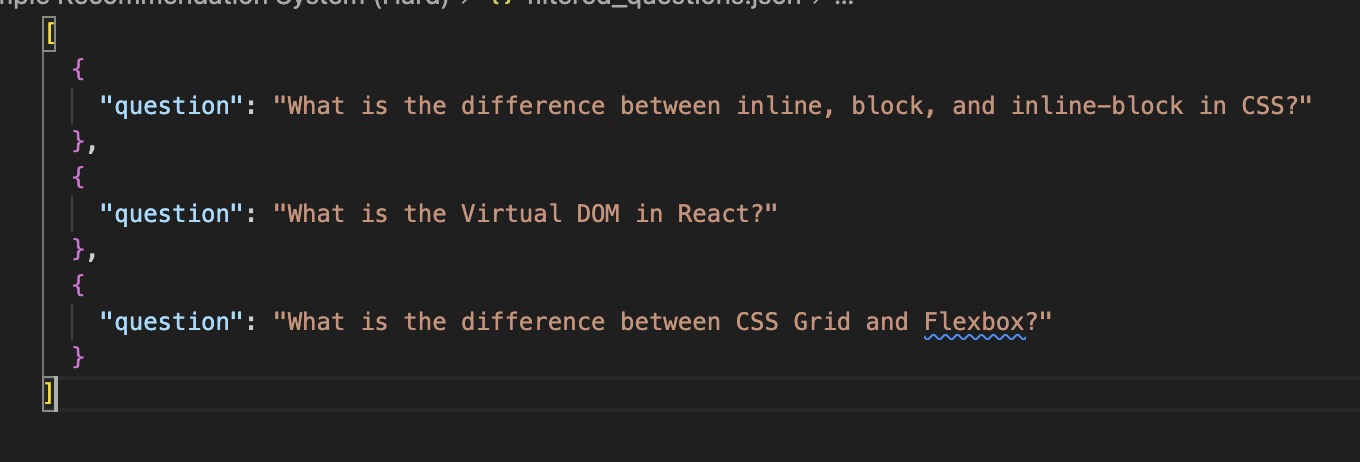 Recommendation System (Hard) > {} filtered_questions.json > ...
[
{
"question": "What is the difference between inline, block, and inline-block in CSS?"
},
{
"question": "What is the Virtual DOM in React?"
},
{
"question": "What is the difference between CSS Grid and Flexbox?"
}
]